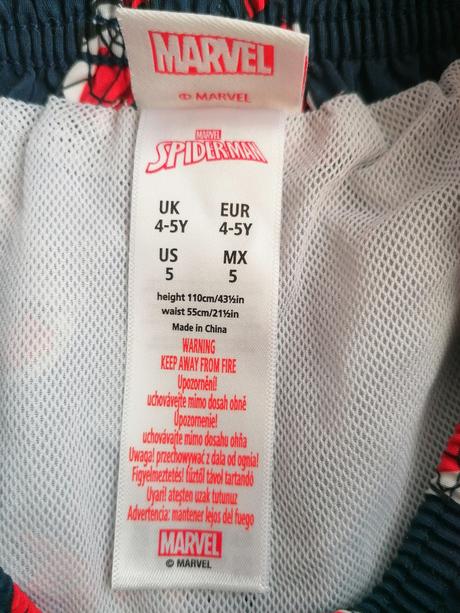 MARVEL
© MARVEL
MARVEL
SPIDER-MAN
UK EUR
4-5Y 4-5Y
US MX
5 5
height 110cm/43½in
waist 55cm/21½in
Made in China
WARNING
KEEP AWAY FROM FIRE
Upozornění!
uchovávejte mimo dosah obně
Upozornenie!
uchovávajte mimo dosahu ohňa
Uwaga! przechowywać z dala od ognia!
Figyelmeztetés! fűztől távol tartandó
Uyari! ateşten uzak tutunuz
Advertencia: mantener lejos del fuego
MARVEL
© MARVEL